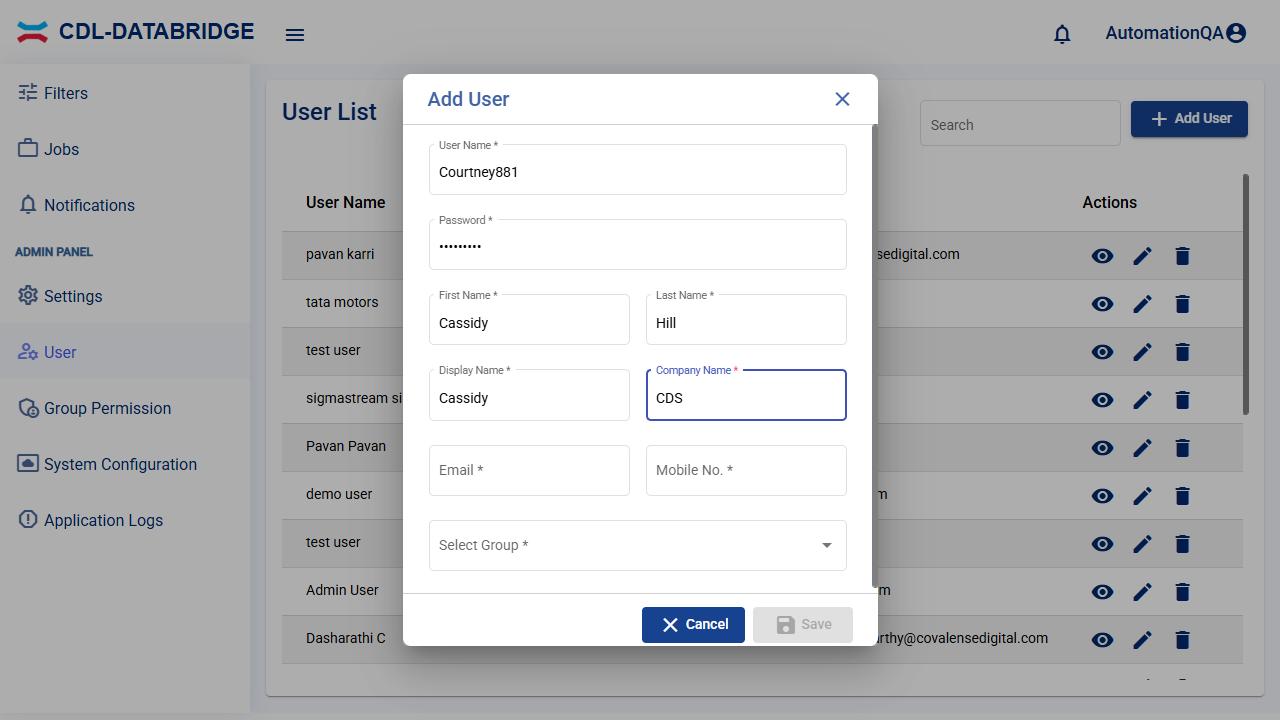 CDL-DATABRIDGE
AutomationQA
Filters
Jobs
Notifications
ADMIN PANEL
Settings
User
Group Permission
System Configuration
Application Logs
User List
Search
Add User
User Name
Actions
pavan karri
sedigital.com
tata motors
test user
sigmastream si
Pavan Pavan
demo user
m
test user
Admin User
m
Dasharathi C
arthy@covalensedigital.com
Add User
User Name *
Courtney881
Password *
•••••••••
First Name *
Cassidy
Last Name *
Hill
Display Name *
Cassidy
Company Name *
CDS
Email *
Mobile No. *
Select Group *
Cancel
Save